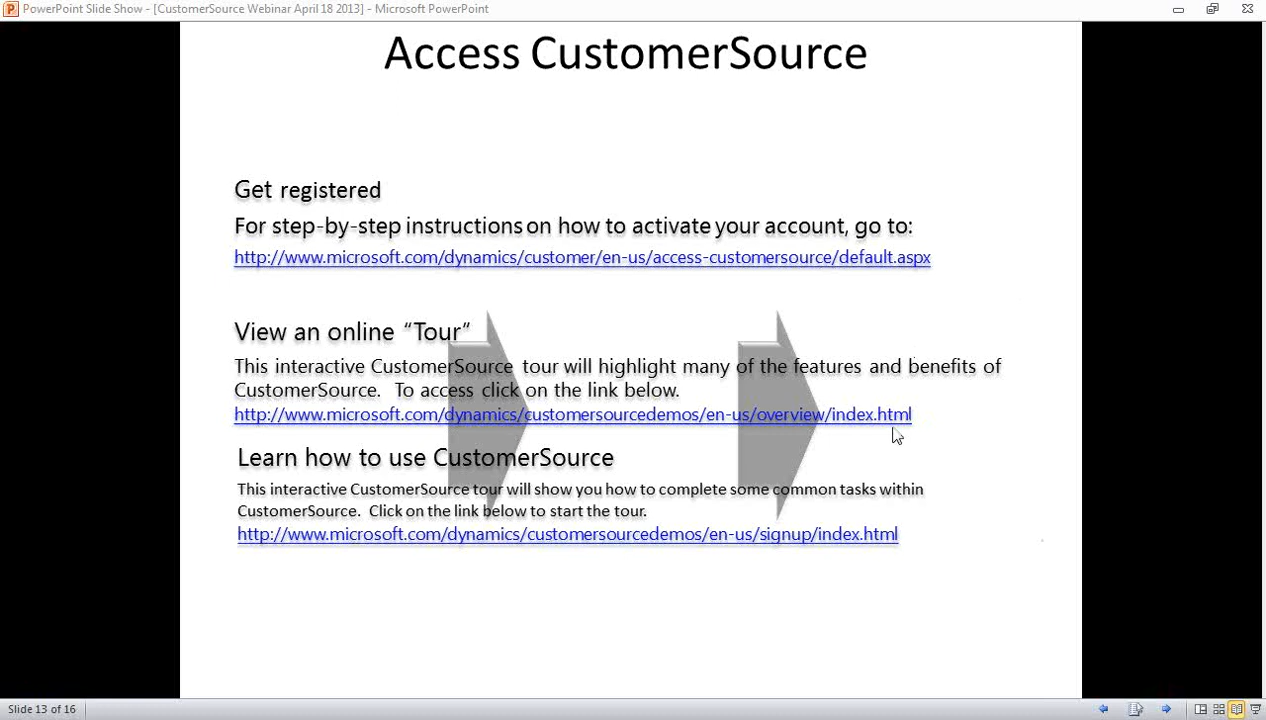 PowerPoint Slide Show - [CustomerSource Webinar April 18 2013] - Microsoft PowerPoint
Access CustomerSource
Get registered
For step-by-step instructions on how to activate your account, go to:
http://www.microsoft.com/dynamics/customer/en-us/access-customersource/default.aspx
View an online “Tour”
This interactive CustomerSource tour will highlight many of the features and benefits of
CustomerSource. To access click on the link below.
http://www.microsoft.com/dynamics/customersourcedemos/en-us/overview/index.html
Learn how to use CustomerSource
This interactive CustomerSource tour will show you how to complete some common tasks within
CustomerSource. Click on the link below to start the tour.
http://www.microsoft.com/dynamics/customersourcedemos/en-us/signup/index.html
Slide 13 of 16